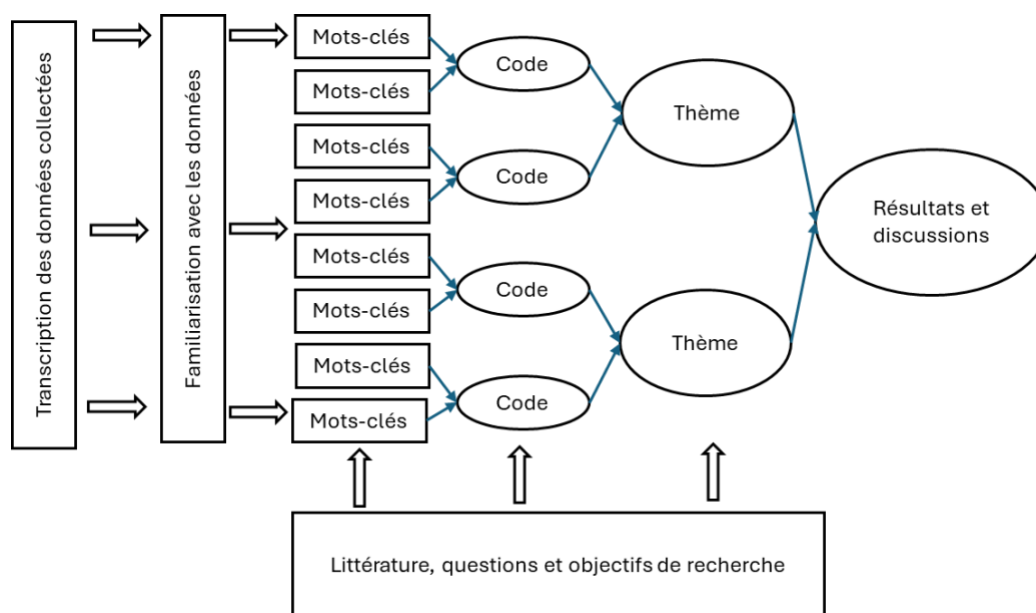 Transcription des données collectées
Familiarisation avec les données
Mots-clés
Mots-clés
Mots-clés
Mots-clés
Mots-clés
Mots-clés
Mots-clés
Mots-clés
Code
Code
Code
Code
Thème
Thème
Résultats et
discussions
Littérature, questions et objectifs de recherche